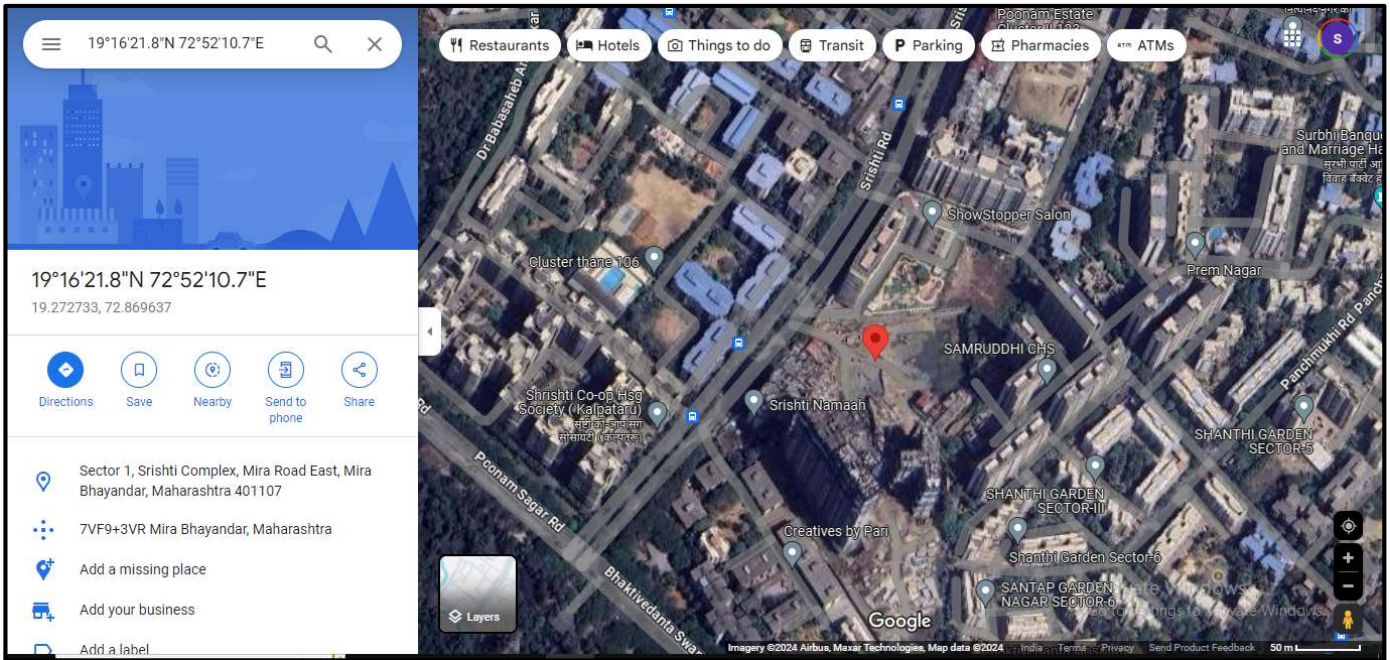 19°16'21.8"N 72°52'10.7"E
Restaurants
Hotels
Things to do
Transit
P Parking
Pharmacies
ATM ATMs
S
19°16'21.8"N 72°52'10.7"E
19.272733, 72.869637
Directions
Save
Nearby
Send to
phone
Share
Sector 1, Srishti Complex, Mira Road East, Mira
Bhayandar, Maharashtra 401107
7VF9+3VR Mira Bhayandar, Maharashtra
Add a missing place
Add your business
Add a label
Layers
Poonam Estate
Dr Babasaheb
Srishti Rd
Surbhi
and Marriage
ShowStopper Salon
Cluster thane 106
Prem Nagar
Panchmukhi Rd
SAMRUDDHI CHS
Shrishti Co-op Hsg
Society (Kalpataru)
Srishti Namaah
SHANTHI GARDEN
SECTOR-5
Poonam Sagar Rd
SHANTHI GARDEN
SECTOR-III
Creatives by Pari
Shanthi Garden Sector-6
SANTAP GARDEN
NAGAR SECTOR-6
Bhaktivedanta
Google
Imagery ©2024 Airbus, Maxar Technologies, Map data ©2024
India
Terms
Privacy
Send Product Feedback
50 m